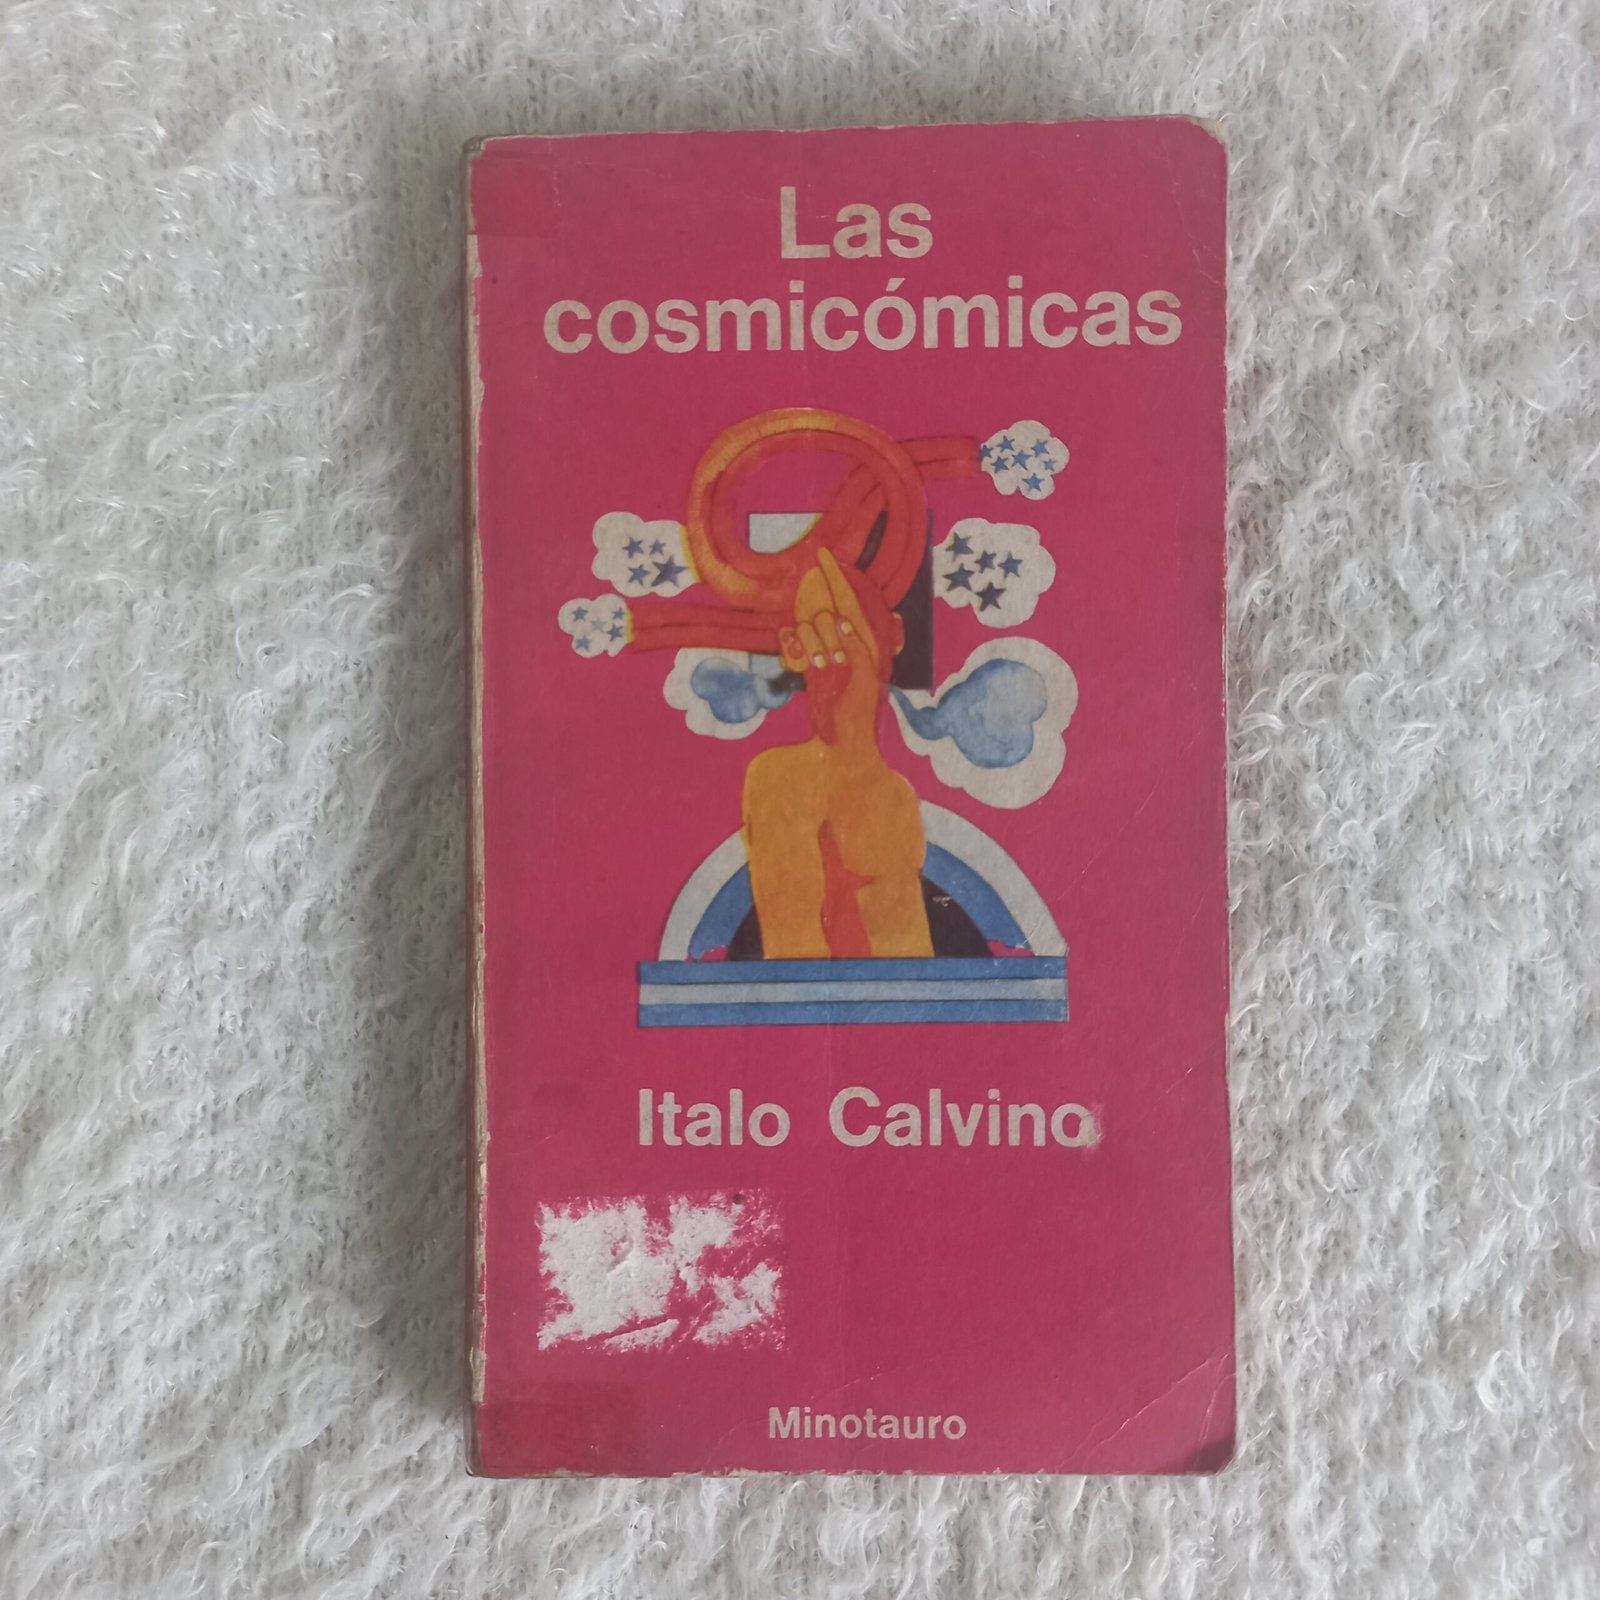 Las
cosmicómicas
Italo Calvino
Minotauro